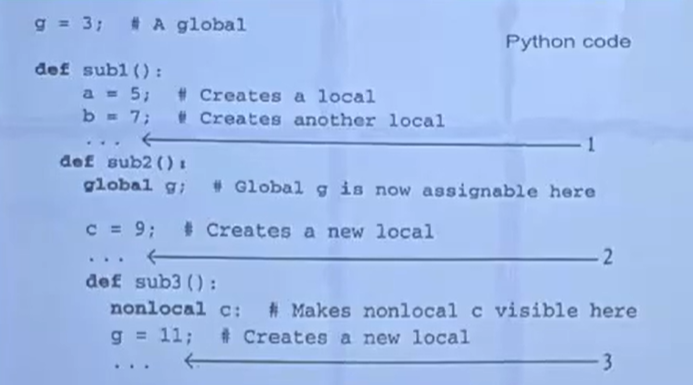 g = 3;  # A global
Python code
def sub1():
a = 5;  # Creates a local
b = 7;  # Creates another local
... 1
def sub2():
global g;  # Global g is now assignable here
c = 9;  # Creates a new local
... 2
def sub3():
nonlocal c:  # Makes nonlocal c visible here
g = 11;  # Creates a new local
... 3